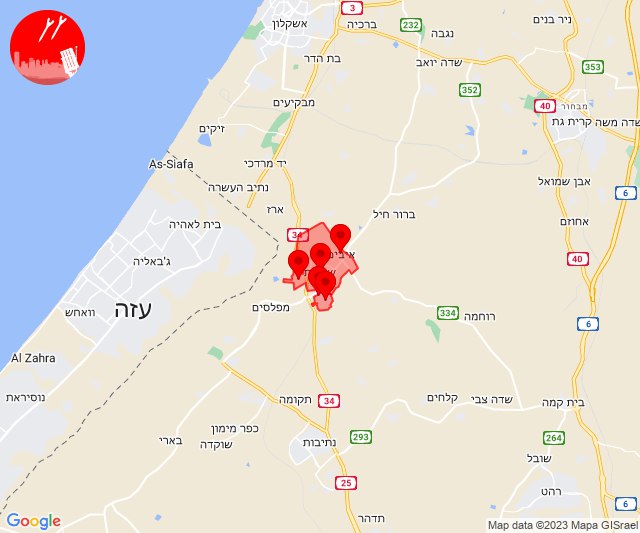 3
אשקלון
ברכיה
232
נגבה
ניר בנים
בת הדר
שדה יואב
353
352
מבקיעים
40
מבחור
קרית גת
שדה משה
זיקים
As-Siafa
יד מרדכי
נתיב העשרה
אבן שמואל
6
ארז
ברור חיל
בית לאהיה
אחוזם
34
איבים
ג'באליה
40
עזה
מפלסים
וואחש
334
רוחמה
6
Al Zahra
נוסיראת
תקומה
34
שדה צבי
קלחים
בית קמה
כפר מימון
שוקדה
בארי
נתיבות
293
264
שובל
25
רהט
6
תדהר
Google
Map data ©2023 Mapa GISrael